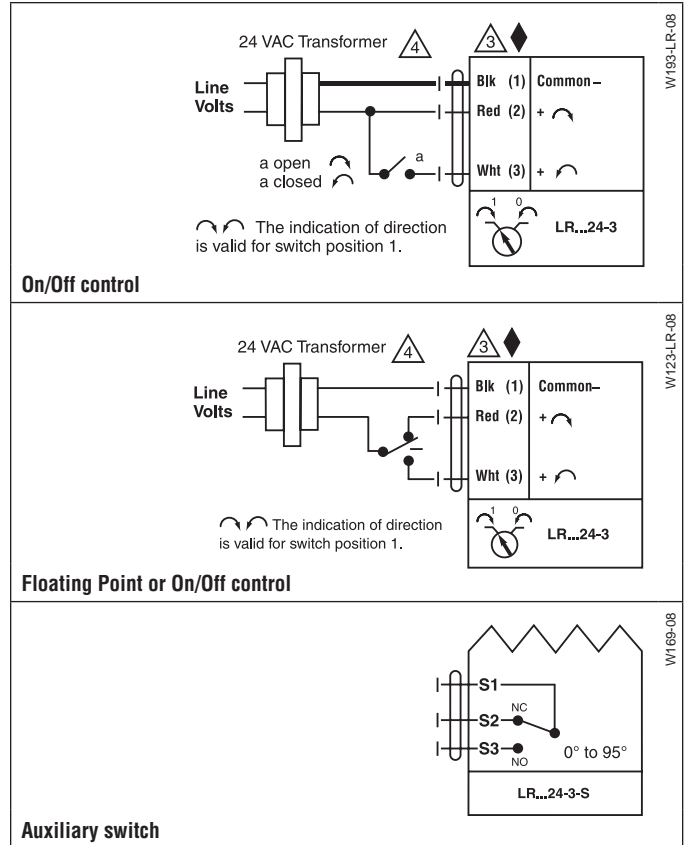 W193-LR-08
24 VAC Transformer 4 3
Line
Volts
Blk (1) Common –
Red (2) +
a
a open
a closed
Wht (3) +
The indication of direction
is valid for switch position 1.
1 0
LR...24-3
On/Off control
W123-LR-08
24 VAC Transformer 4 3
Line
Volts
Blk (1) Common–
Red (2) +
Wht (3) +
The indication of direction
is valid for switch position 1.
1 0
LR...24-3
Floating Point or On/Off control
W169-08
S1
S2 NC
S3 NO
0° to 95°
LR...24-3-S
Auxiliary switch